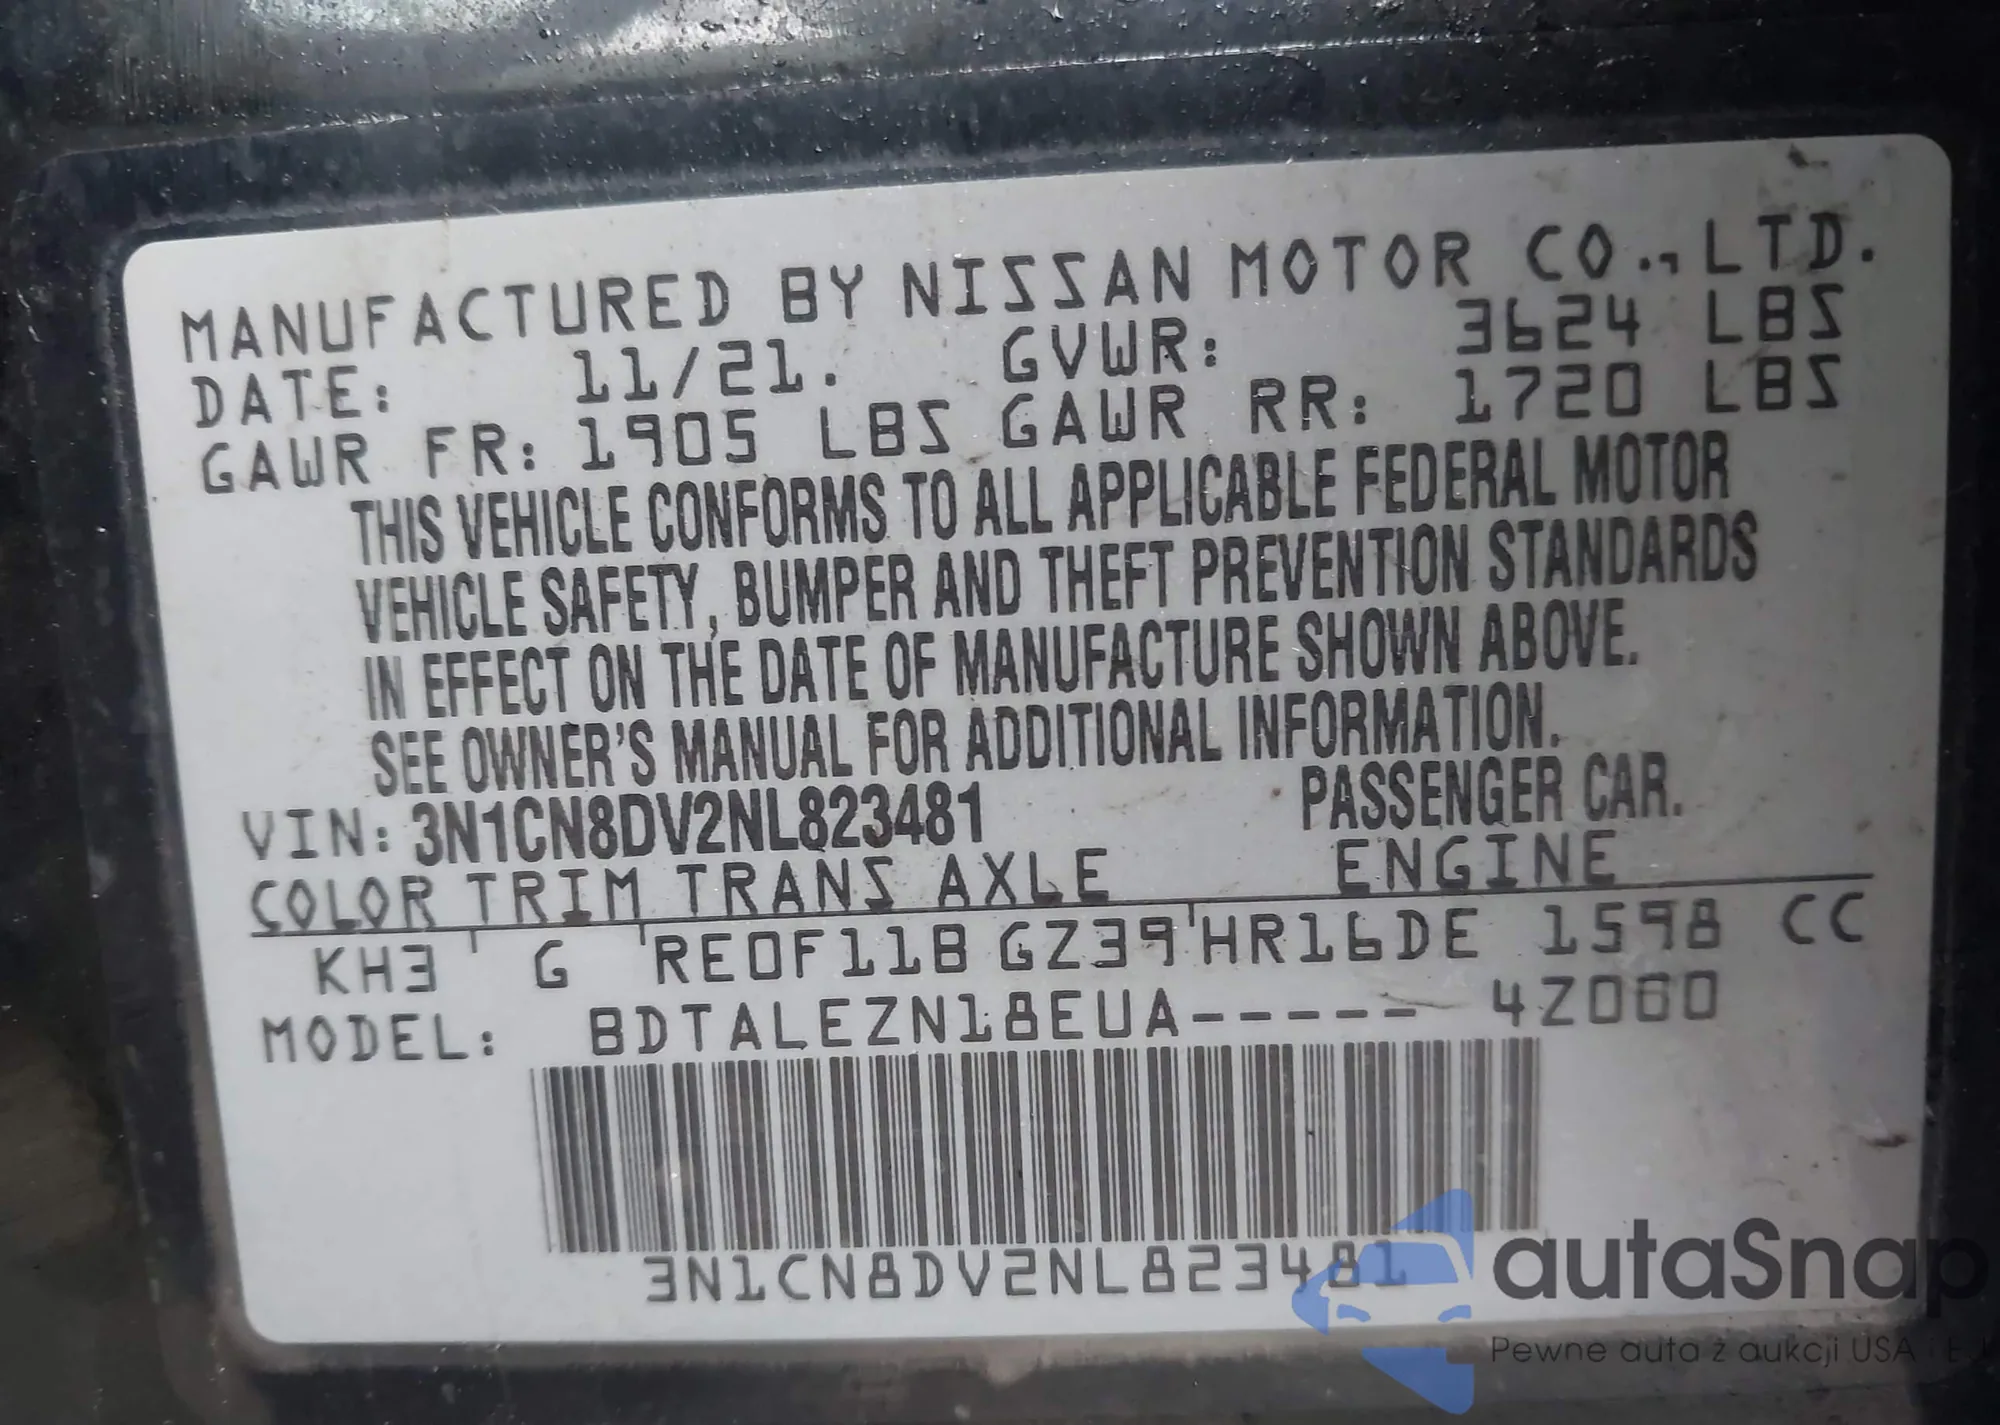 MANUFACTURED BY NISSAN MOTOR CO., LTD.
DATE: 11/21. GVWR: 3624 LBS
GAWR FR: 1905 LBS GAWR RR: 1720 LBS
THIS VEHICLE CONFORMS TO ALL APPLICABLE FEDERAL MOTOR
VEHICLE SAFETY, BUMPER AND THEFT PREVENTION STANDARDS
IN EFFECT ON THE DATE OF MANUFACTURE SHOWN ABOVE.
SEE OWNER'S MANUAL FOR ADDITIONAL INFORMATION.
VIN: 3N1CN8DV2NL823481 PASSENGER CAR.
COLOR TRIM TRANS AXLE ENGINE
KH3 G RE0F11B GZ39 HR16DE 1598 CC
MODEL: BDTALEZN18EUA----- 4Z060
3N1CN8DV2NL823481
autaSnap
Pewne auta z aukcji USA i EU